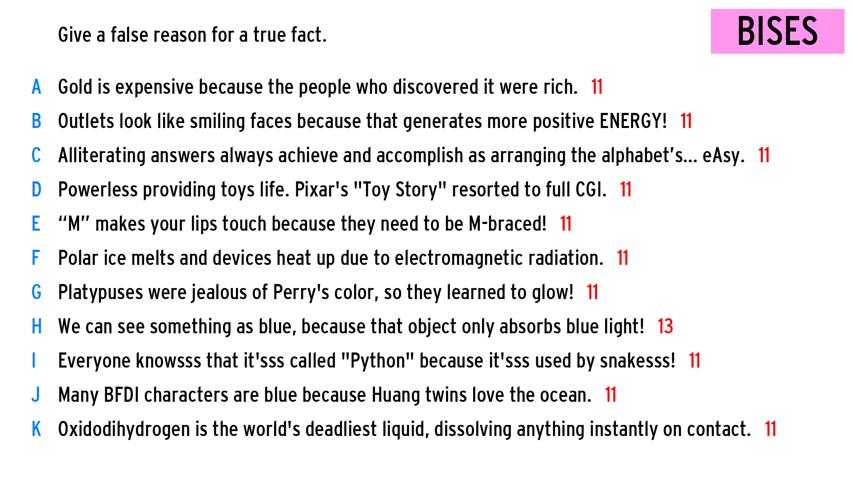 Give a false reason for a true fact.
BISES
A Gold is expensive because the people who discovered it were rich. 11
B Outlets look like smiling faces because that generates more positive ENERGY! 11
C Alliterating answers always achieve and accomplish as arranging the alphabet's... eAsy. 11
D Powerless providing toys life. Pixar's "Toy Story" resorted to full CGI. 11
E “M” makes your lips touch because they need to be M-braced! 11
F Polar ice melts and devices heat up due to electromagnetic radiation. 11
G Platypuses were jealous of Perry's color, so they learned to glow! 11
H We can see something as blue, because that object only absorbs blue light! 13
I Everyone knowsss that it'sss called "Python" because it'sss used by snakesss! 11
J Many BFDI characters are blue because Huang twins love the ocean. 11
K Oxidodihydrogen is the world's deadliest liquid, dissolving anything instantly on contact. 11